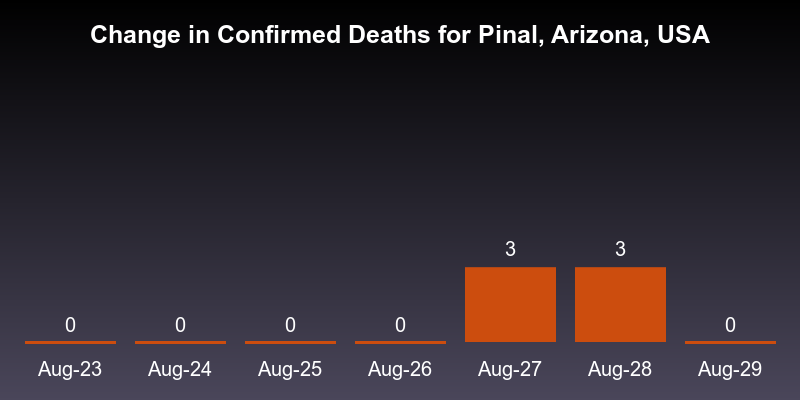 Change in Confirmed Deaths for Pinal, Arizona, USA
3 3
0 0 0 0 0
Aug-23 Aug-24 Aug-25 Aug-26 Aug-27 Aug-28 Aug-29